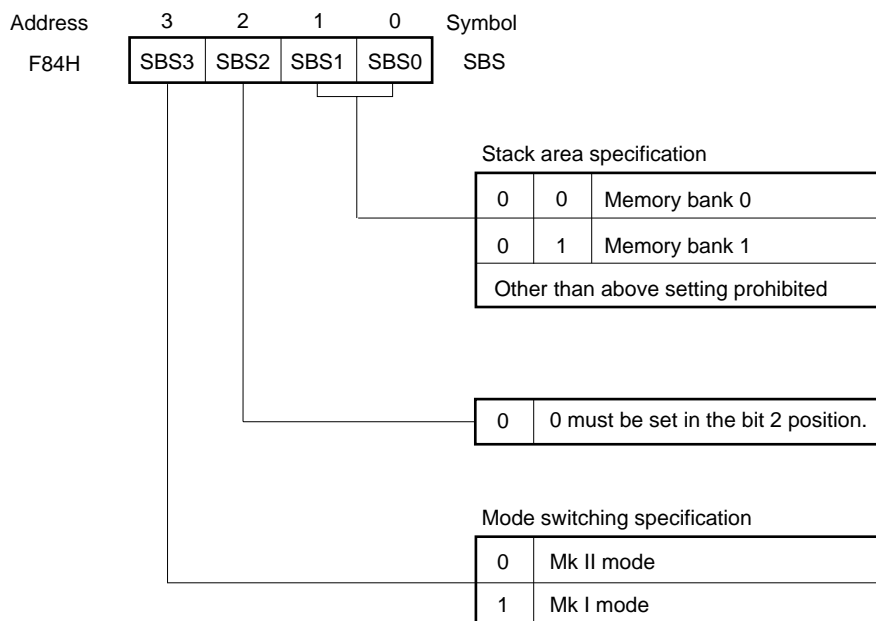 Address 3 2 1 0 Symbol
F84H SBS3 SBS2 SBS1 SBS0 SBS
Stack area specification
0 0 Memory bank 0
0 1 Memory bank 1
Other than above setting prohibited
0 0 must be set in the bit 2 position.
Mode switching specification
0 Mk II mode
1 Mk I mode